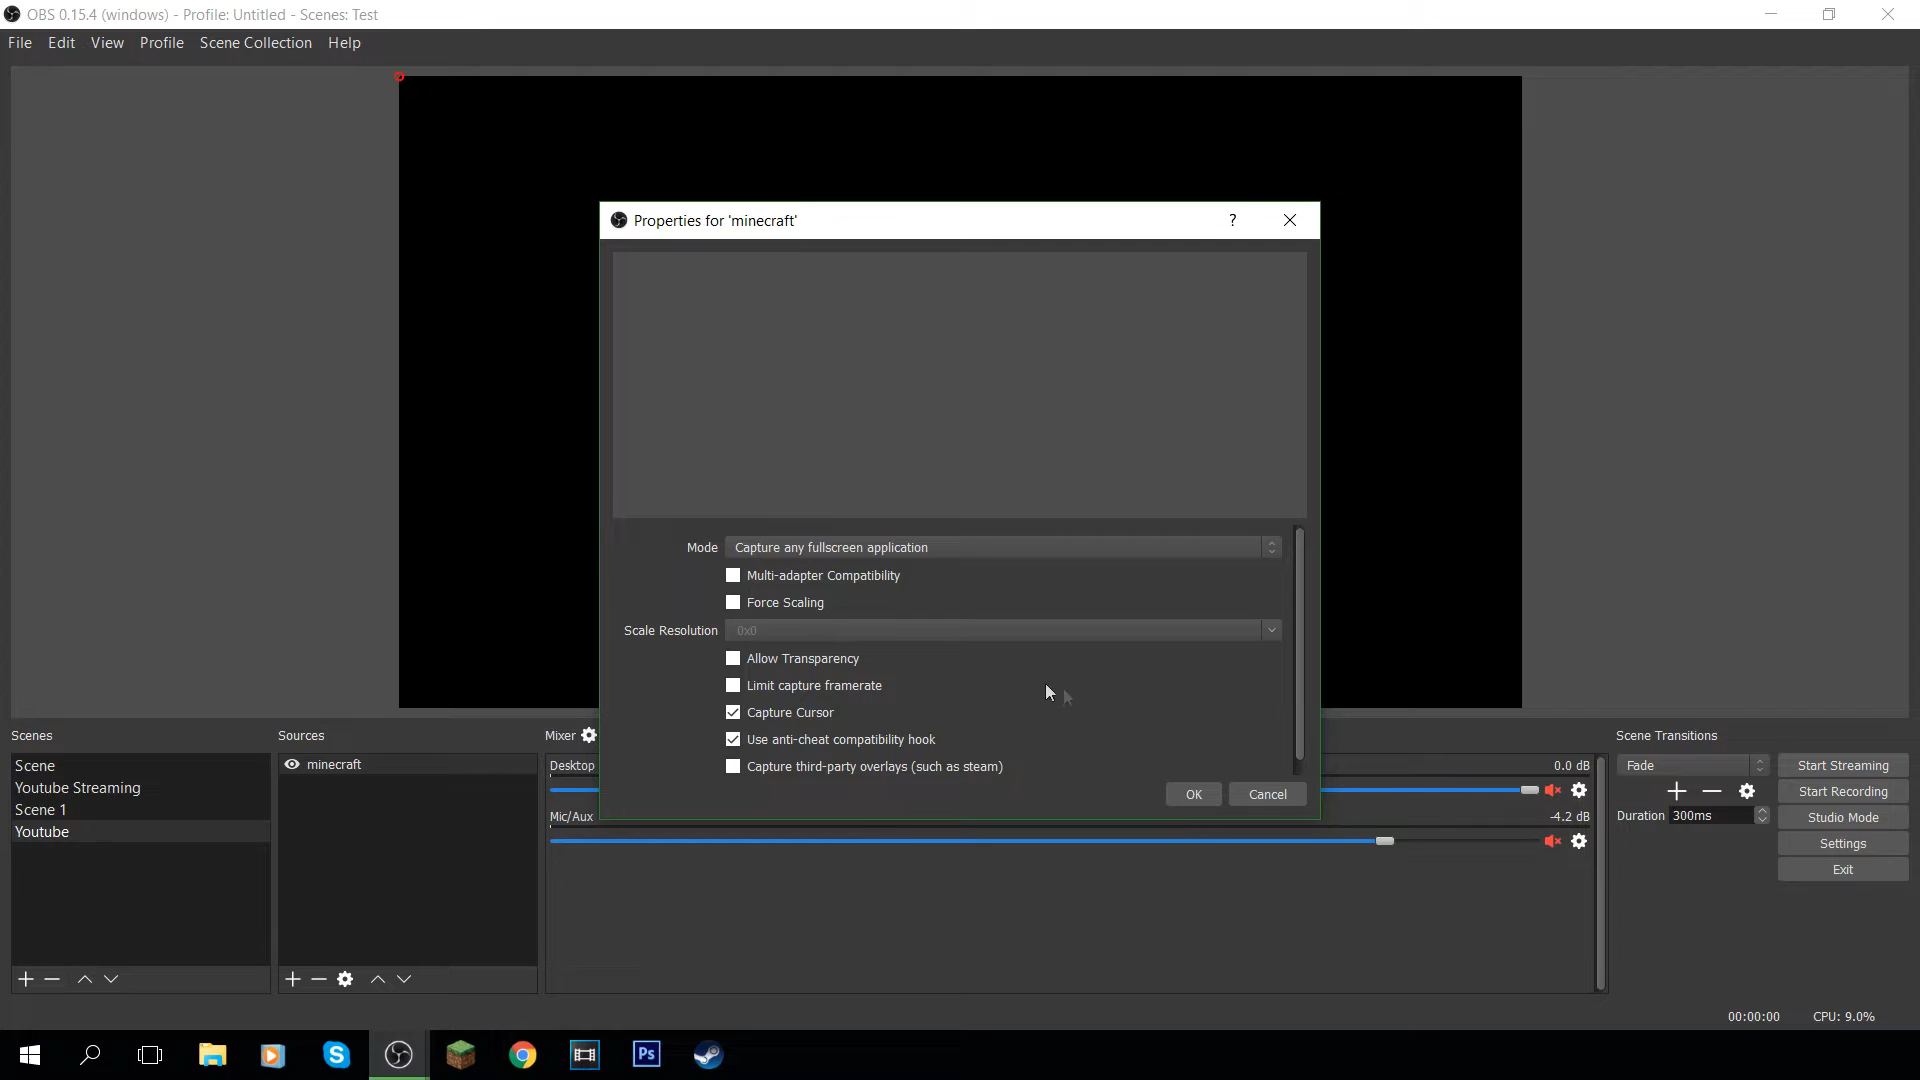 OBS 0.15.4 (windows) - Profile: Untitled - Scenes: Test
File Edit View Profile Scene Collection Help
Properties for 'minecraft'
?
Mode Capture any fullscreen application
Multi-adapter Compatibility
Force Scaling
Scale Resolution 0x0
Allow Transparency
Limit capture framerate
Capture Cursor
Use anti-cheat compatibility hook
Capture third-party overlays (such as steam)
OK Cancel
Scenes
Scene
Youtube Streaming
Scene 1
Youtube
Sources
minecraft
Mixer
Desktop 0.0 dB
Mic/Aux -4.2 dB
Scene Transitions
Fade
Duration 300ms
Start Streaming
Start Recording
Studio Mode
Settings
Exit
00:00:00 CPU: 9.0%
Ps